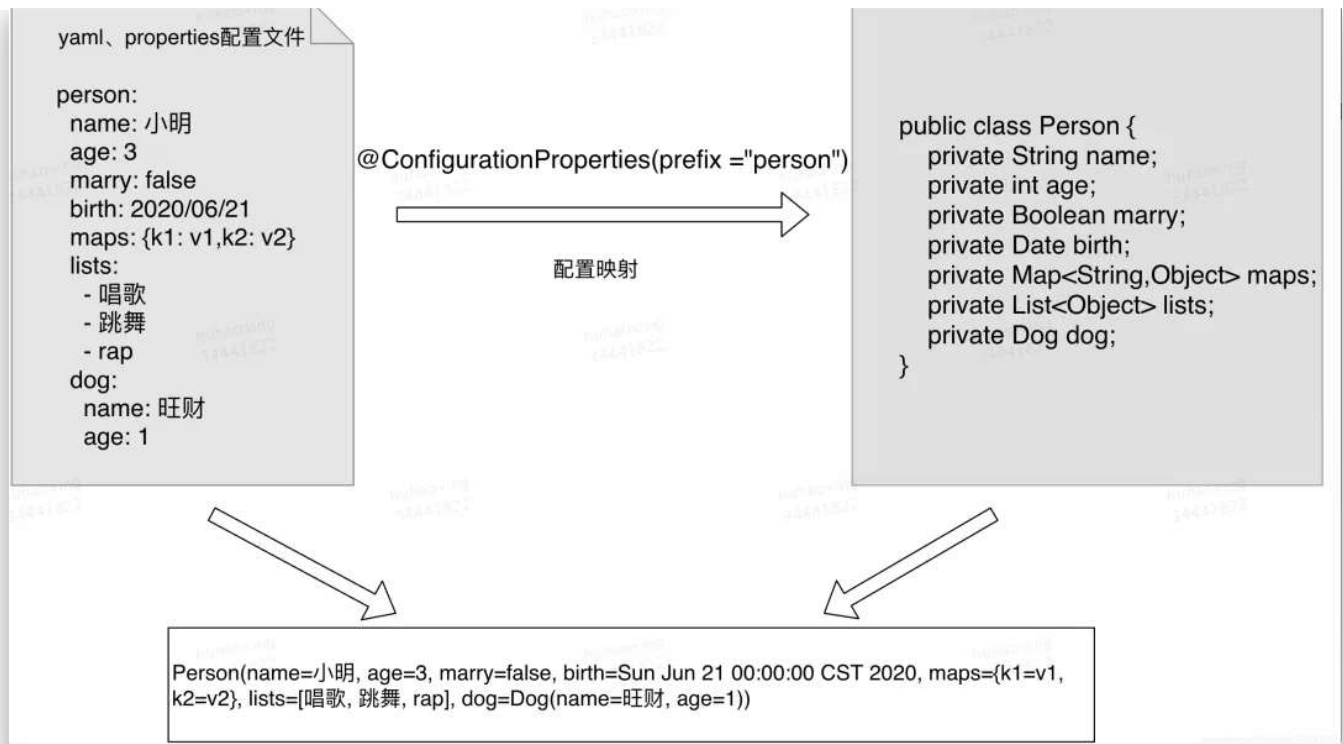 yaml、properties配置文件
person:
name: 小明
age: 3
marry: false
birth: 2020/06/21
maps: {k1: v1,k2: v2}
lists:
- 唱歌
- 跳舞
- rap
dog:
name: 旺财
age: 1
@ConfigurationProperties(prefix ="person")
配置映射
public class Person {
private String name;
private int age;
private Boolean marry;
private Date birth;
private Map<String,Object> maps;
private List<Object> lists;
private Dog dog;
}
Person(name=小明, age=3, marry=false, birth=Sun Jun 21 00:00:00 CST 2020, maps={k1=v1,
k2=v2}, lists=[唱歌, 跳舞, rap], dog=Dog(name=旺财, age=1))